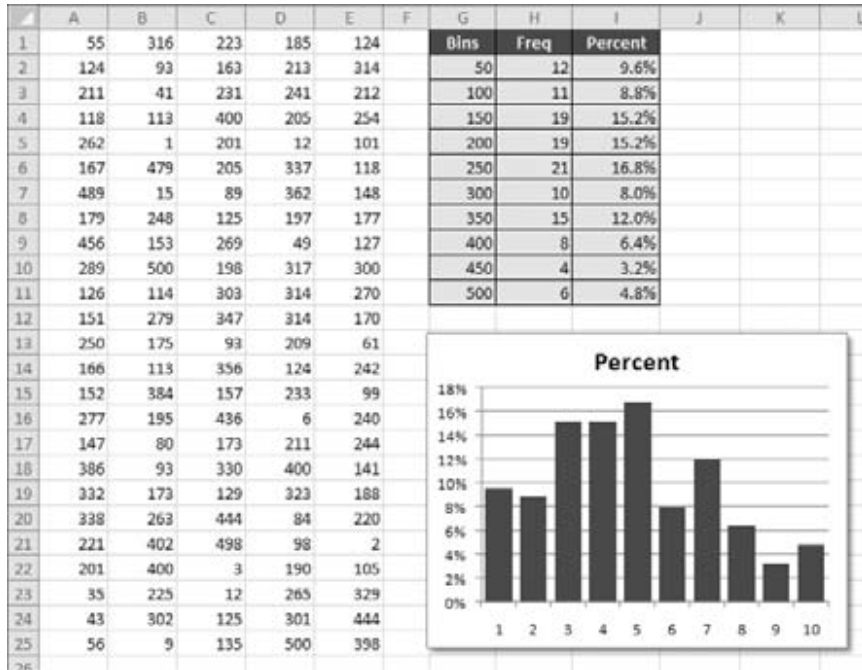 A B C D E F G H I J K L
1 55 316 223 185 124 Bins Freq Percent
2 124 93 163 213 314 50 12 9.6%
3 211 41 231 241 212 100 11 8.8%
4 118 113 400 205 254 150 19 15.2%
5 262 1 201 12 101 200 19 15.2%
6 167 479 205 337 118 250 21 16.8%
7 489 15 89 362 148 300 10 8.0%
8 179 248 125 197 177 350 15 12.0%
9 456 153 269 49 127 400 8 6.4%
10 289 500 198 317 300 450 4 3.2%
11 126 114 303 314 270 500 6 4.8%
12 151 279 347 314 170
13 250 175 93 209 61
14 166 113 356 124 242
15 152 384 157 233 99
16 277 195 436 6 240
17 147 80 173 211 244
18 386 93 330 400 141
19 332 173 129 323 188
20 338 263 444 84 220
21 221 402 498 98 2
22 201 400 3 190 105
23 35 225 12 265 329
24 43 302 125 301 444
25 56 9 135 500 398
26
Percent
18%
16%
14%
12%
10%
8%
6%
4%
2%
0%
1 2 3 4 5 6 7 8 9 10